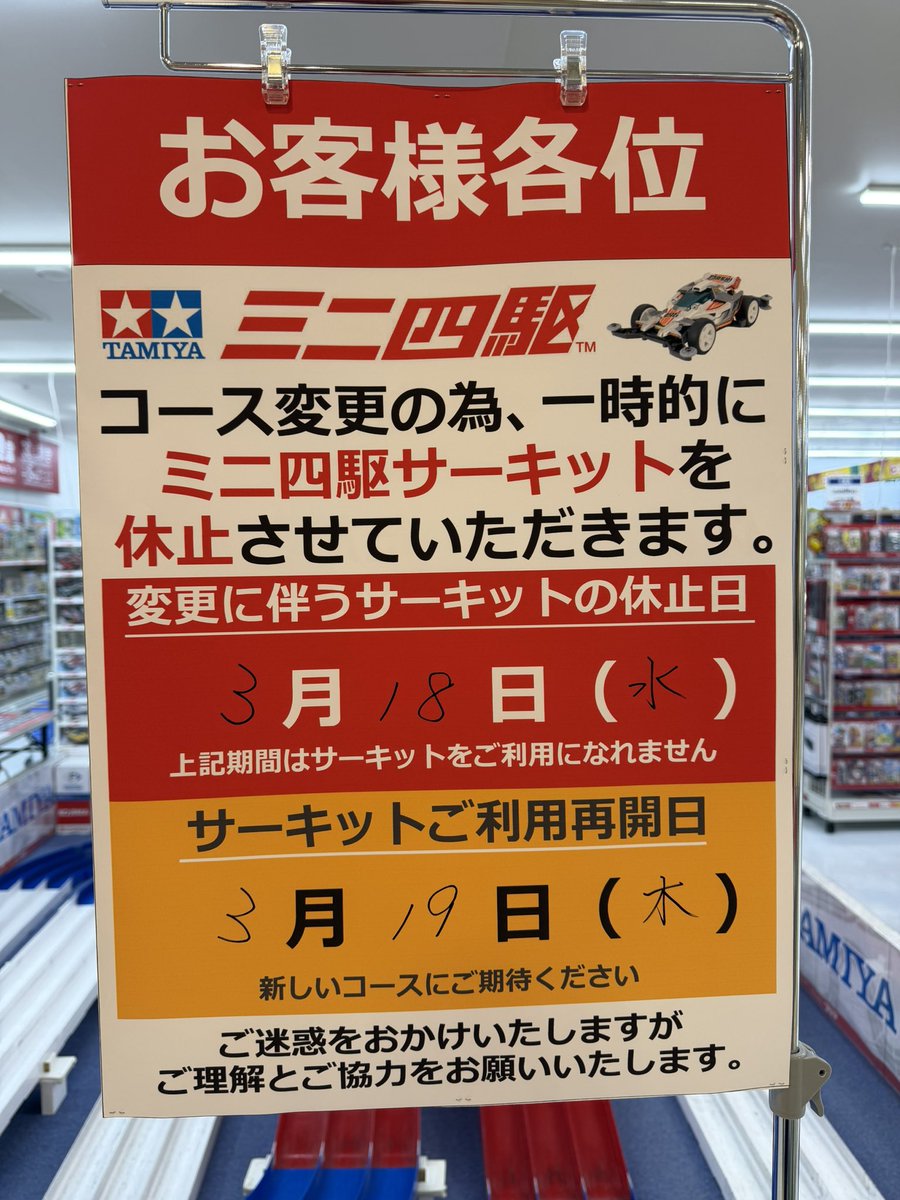 お客様各位
TAMIYA
ミニ四駆™
コース変更の為、一時的に
ミニ四駆サーキットを
休止させていただきます。
変更に伴うサーキットの休止日
3月18日（水）
上記期間はサーキットをご利用になれません
サーキットご利用再開日
3月19日（木）
新しいコースにご期待ください
ご迷惑をおかけいたしますが
ご理解とご協力をお願いいたします。
AMIYA
AMIYA